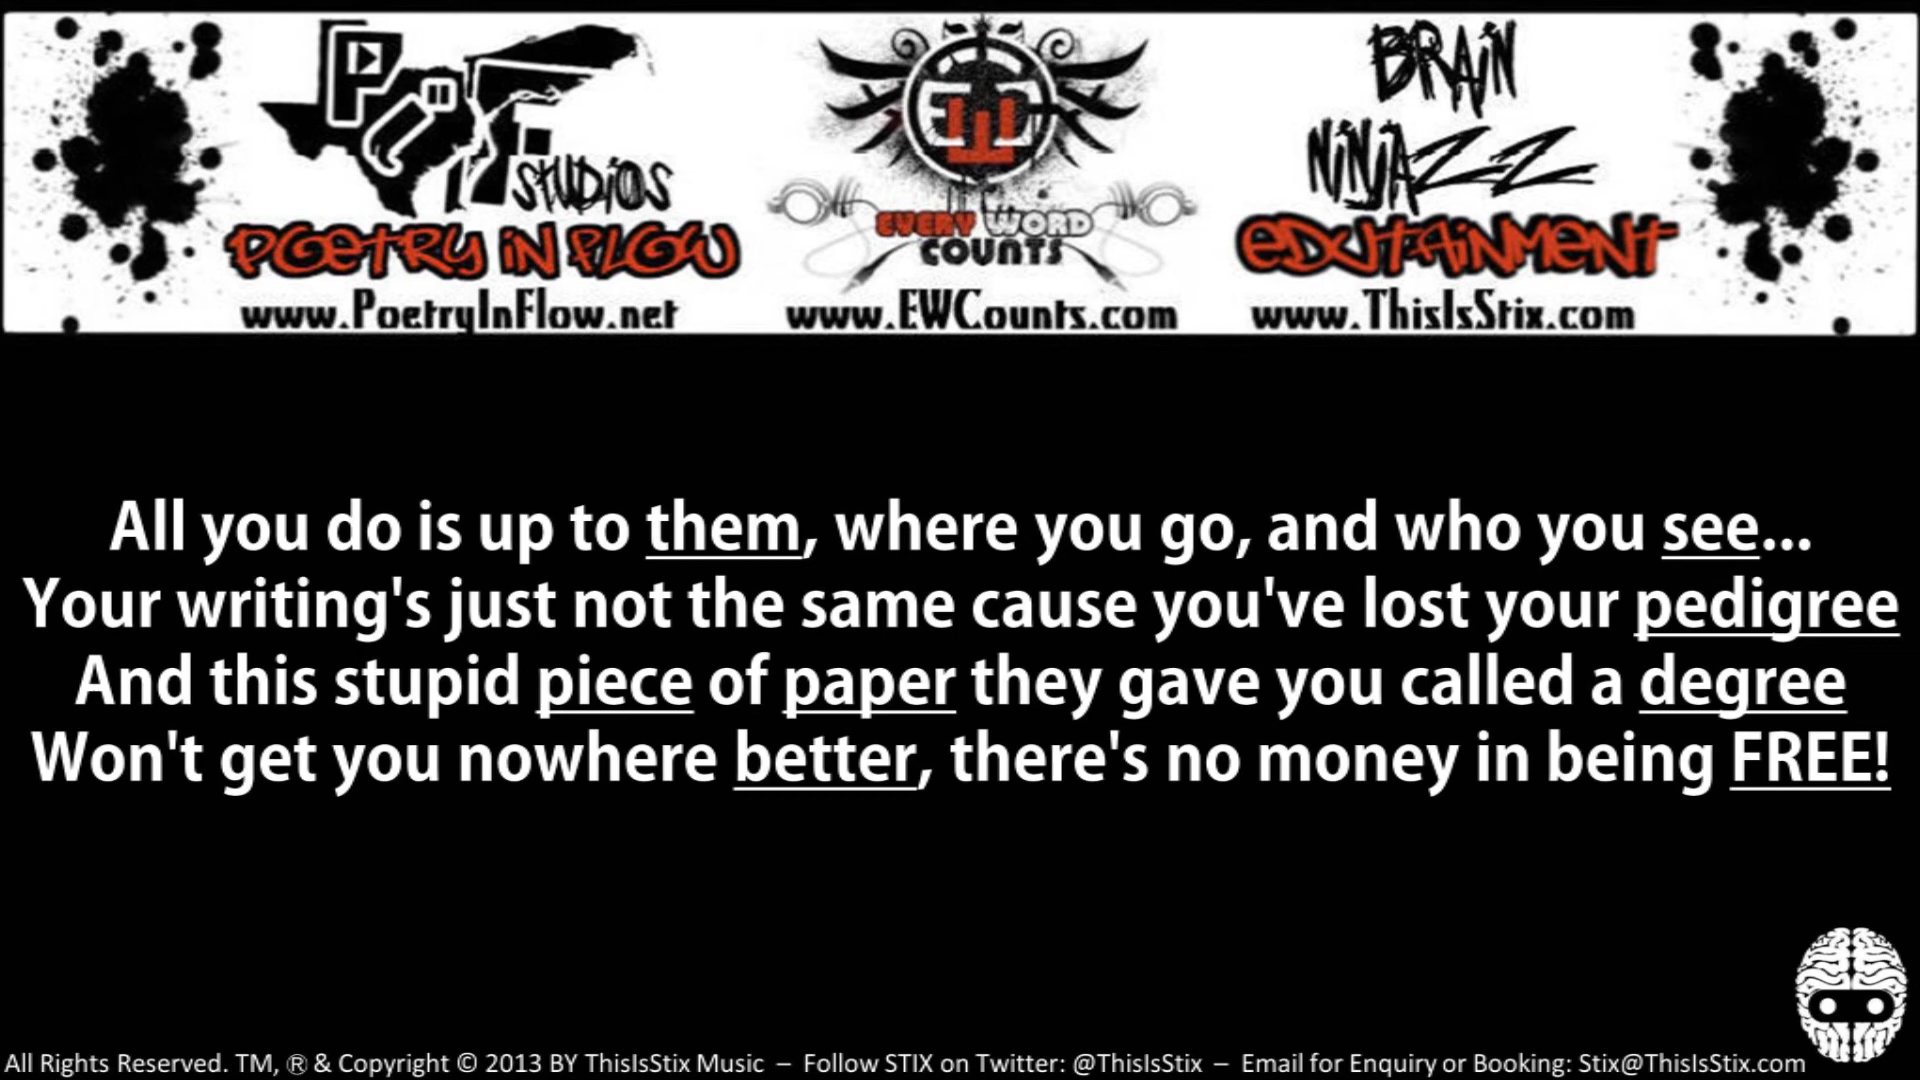 P
STUDIOS
POETRY IN FLOW
www.PoetryInFlow.net
EWC
EVERY WORD
COUNTS
www.EWCounts.com
BRAIN
NINJAZZ
EDUTAINMENT
www.ThisIsStix.com
All you do is up to them, where you go, and who you see...
Your writing's just not the same cause you've lost your pedigree
And this stupid piece of paper they gave you called a degree
Won't get you nowhere better, there's no money in being FREE!
All Rights Reserved. TM, ® & Copyright © 2013 BY ThisIsStix Music – Follow STIX on Twitter: @ThisIsStix – Email for Enquiry or Booking: Stix@ThisIsStix.com